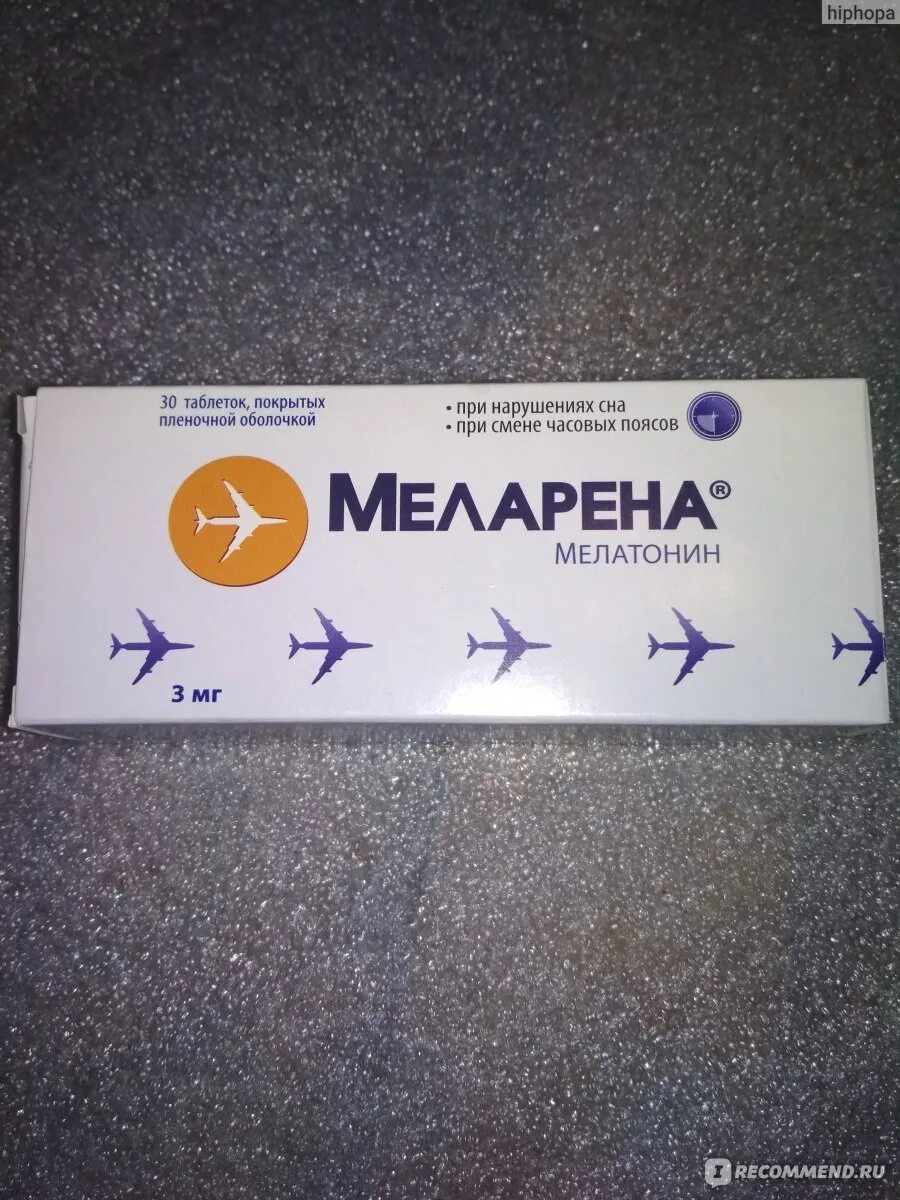 hiphopa
30 таблеток, покрытых
пленочной оболочкой
• при нарушениях сна
• при смене часовых поясов
МЕЛАРЕНА®
МЕЛАТОНИН
3 мг
RECOMMEND.RU